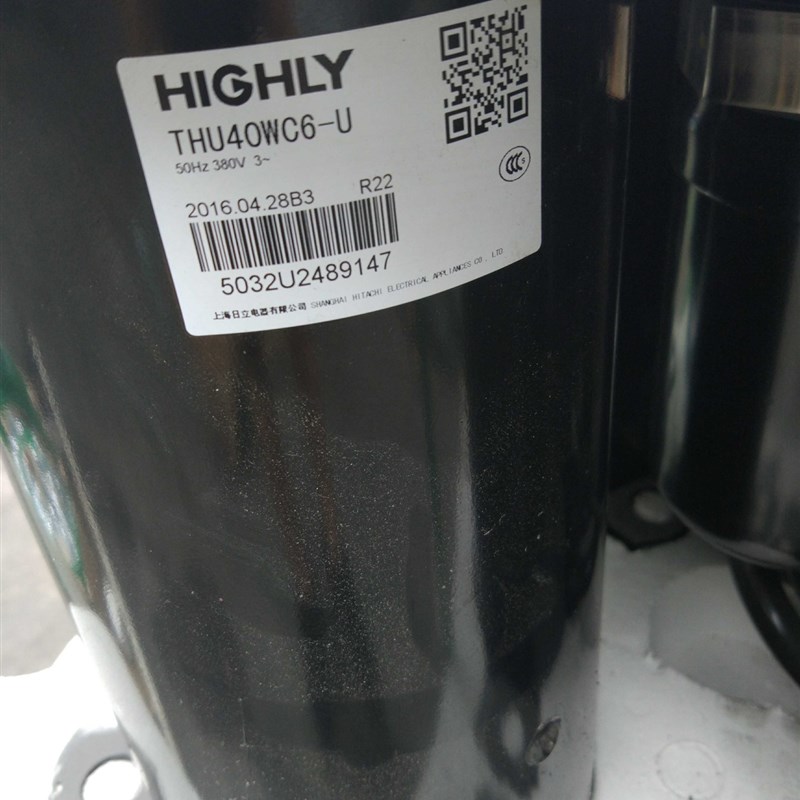 HIGHLY
THU40WC6-U
50Hz 380V 3~
CCC S
2016.04.28B3 R22
5032U2489147
上海日立电器有限公司 SHANGHAI HITACHI ELECTRICAL APPLIANCES CO., LTD